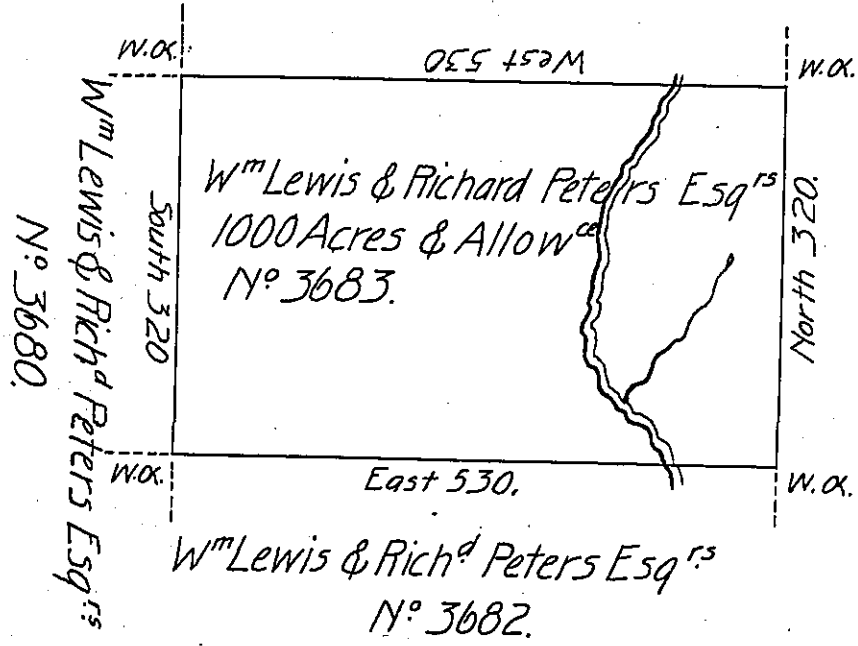 W.O.
West 530
W.O.
Wᵐ Lewis & Richard Peters Esqʳˢ
1000 Acres & Allowᶜᵉ
Nº 3683.
South 320
North 320.
Wᵐ Lewis & Richᵈ Peters Esqʳˢ
Nº 3680.
W.O.
East 530.
W.O.
Wᵐ Lewis & Richᵈ Peters Esqʳˢ
Nº 3682.